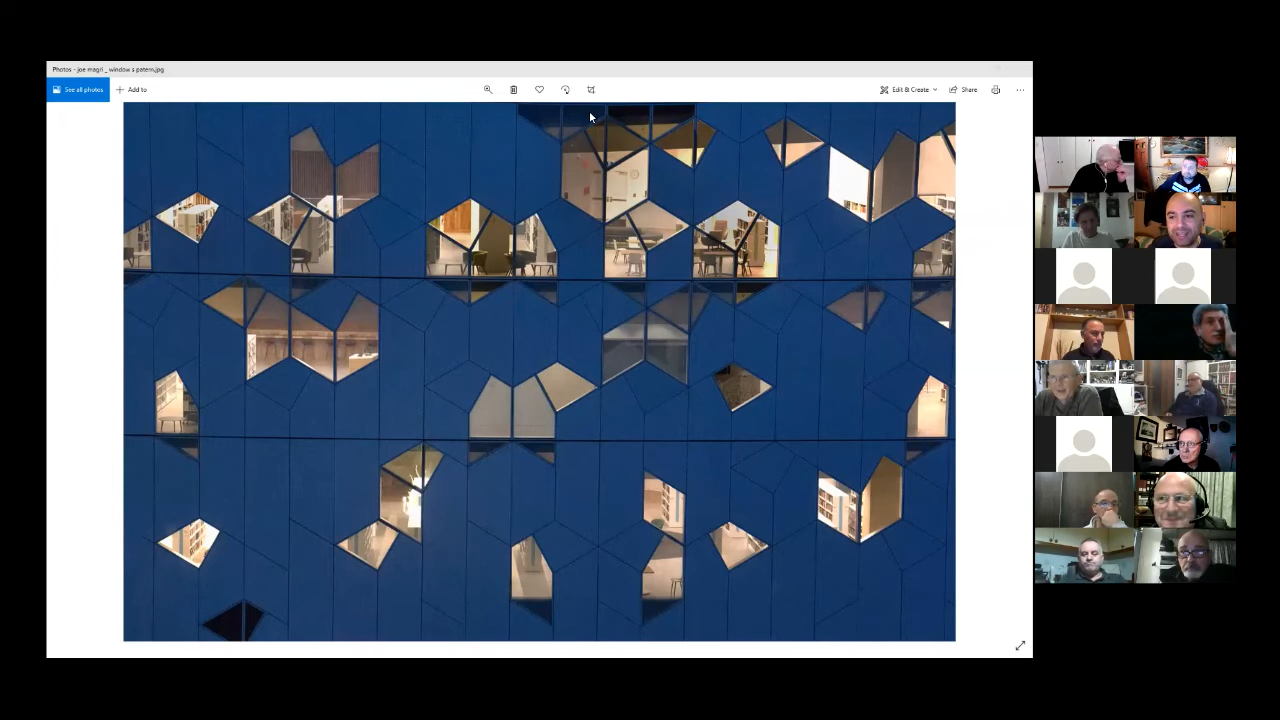 Photos - joe magri _ window s patern.jpg
See all photos
Add to
Edit & Create
Share